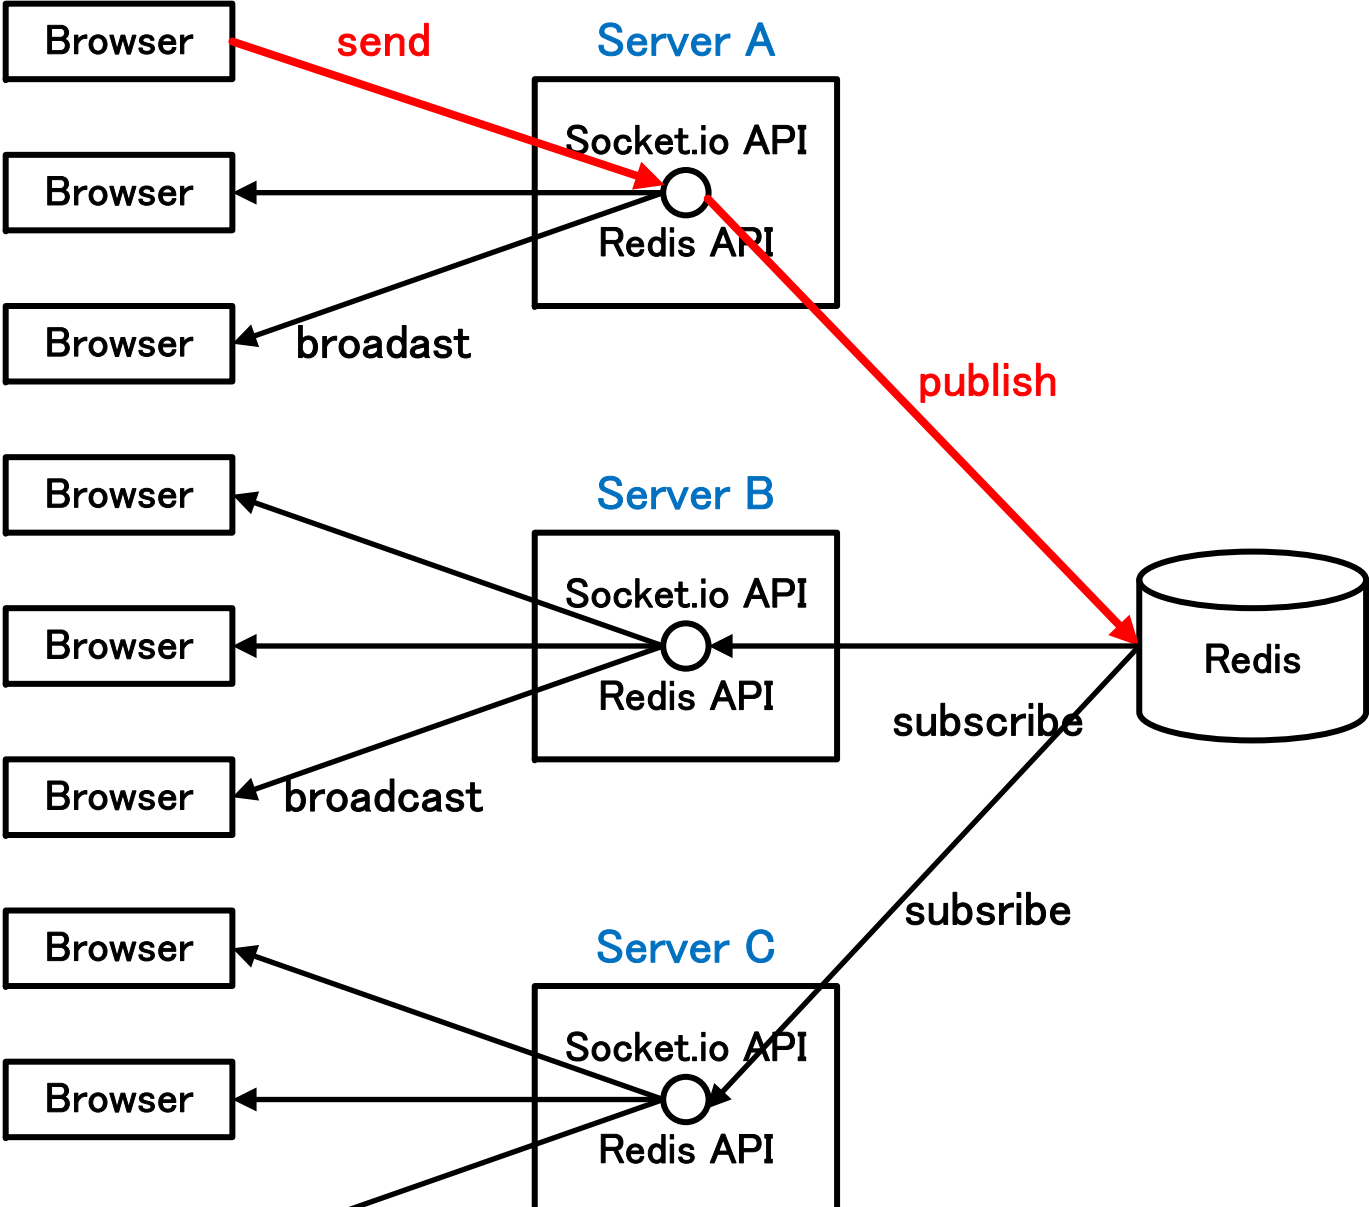 Browser
send
Server A
Socket.io API
Browser
Redis API
Browser
broadast
publish
Browser
Server B
Socket.io API
Browser
Redis
Redis API
subscribe
Browser
broadcast
subsribe
Browser
Server C
Socket.io API
Browser
Redis API